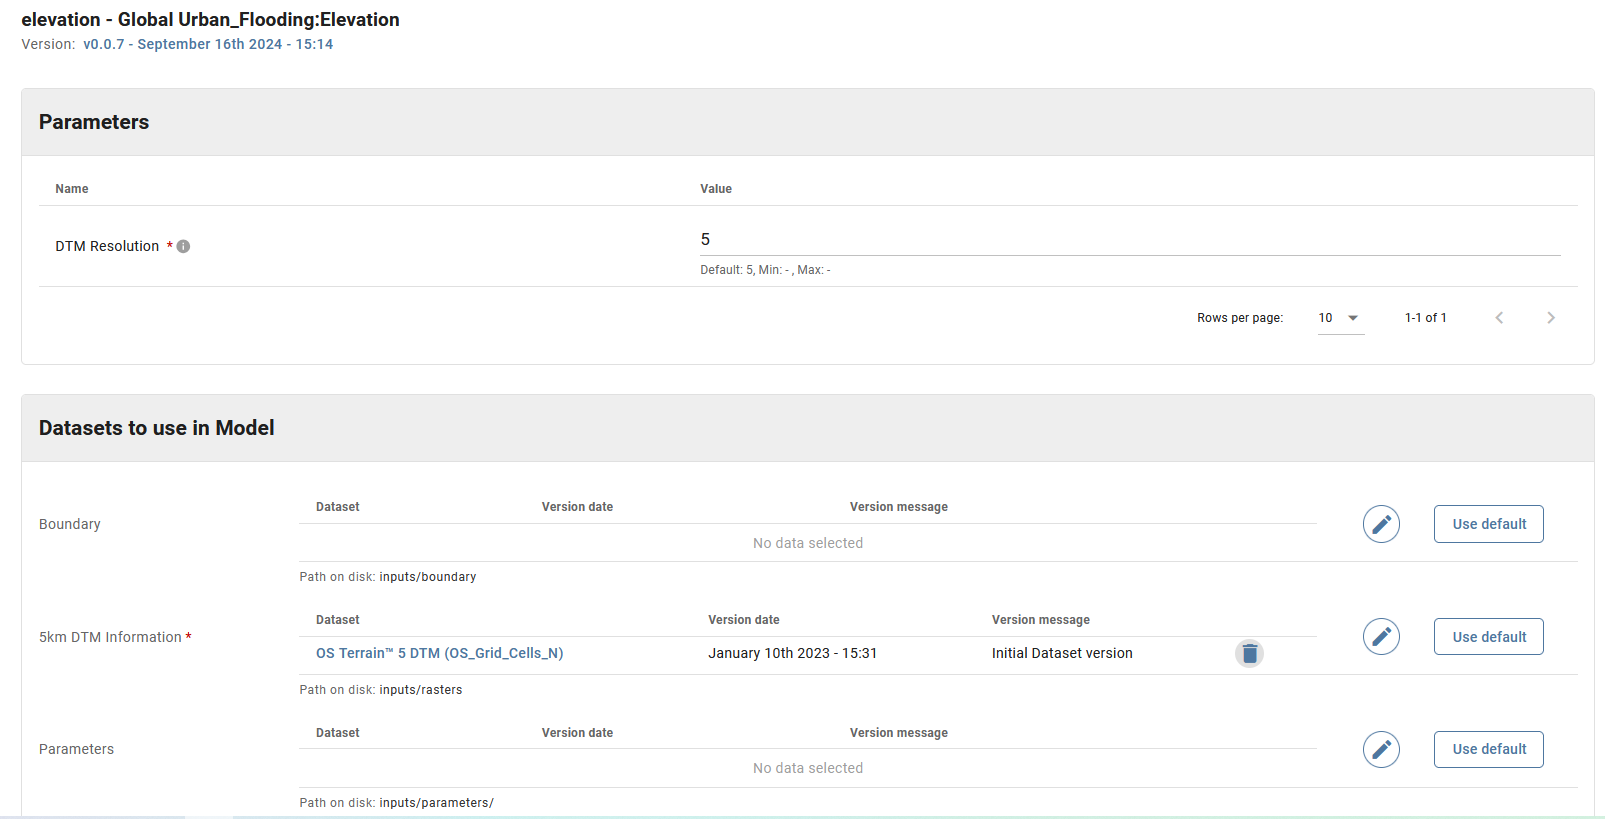 elevation - Global Urban_Flooding:Elevation
Version: v0.0.7 - September 16th 2024 - 15:14
Parameters
Name Value
DTM Resolution * 5
Default: 5, Min: - , Max: -
Rows per page: 10 1-1 of 1
Datasets to use in Model
Dataset Version date Version message
Boundary Use default
No data selected
Path on disk: inputs/boundary
Dataset Version date Version message
5km DTM Information * Use default
OS Terrain™ 5 DTM (OS_Grid_Cells_N) January 10th 2023 - 15:31 Initial Dataset version
Path on disk: inputs/rasters
Dataset Version date Version message
Parameters Use default
No data selected
Path on disk: inputs/parameters/